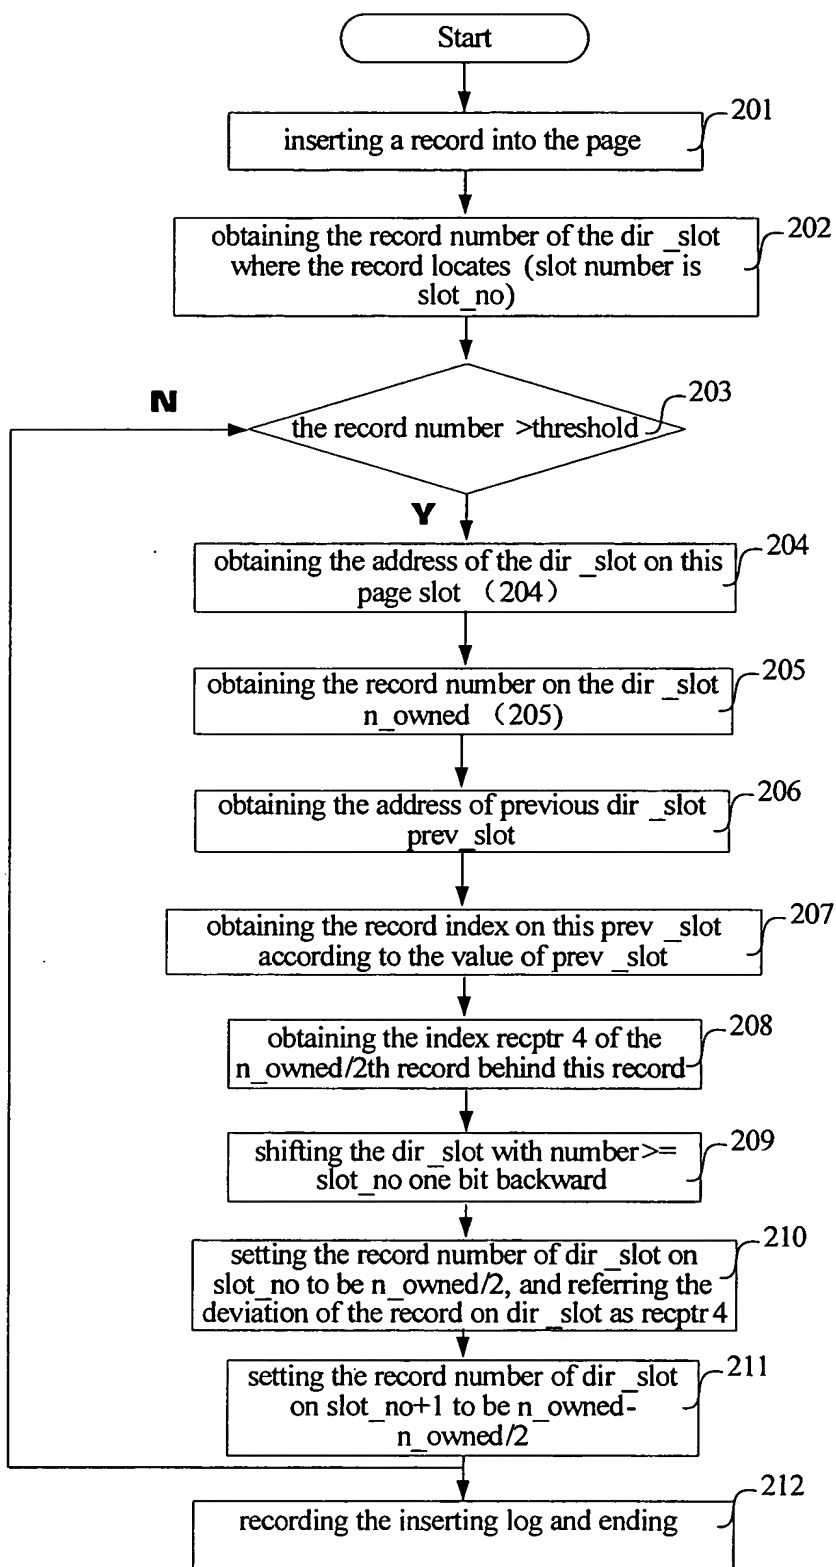 Start
201
inserting a record into the page
202
obtaining the record number of the dir _slot
where the record locates (slot number is
slot_no)
N
203
the record number >threshold
Y
204
obtaining the address of the dir _slot on this
page slot （204）
205
obtaining the record number on the dir _slot
n_owned （205)
206
obtaining the address of previous dir _slot
prev_slot
207
obtaining the record index on this prev _slot
according to the value of prev _slot
208
obtaining the index recptr 4 of the
n_owned/2th record behind this record
209
shifting the dir_slot with number>=
slot_no one bit backward
210
setting the record number of dir _slot on
slot_no to be n_owned/2, and referring the
deviation of the record on dir_slot as recptr4
211
setting the record number of dir _slot
on slot_no+1 to be n_owned-
n_owned/2
212
recording the inserting log and ending